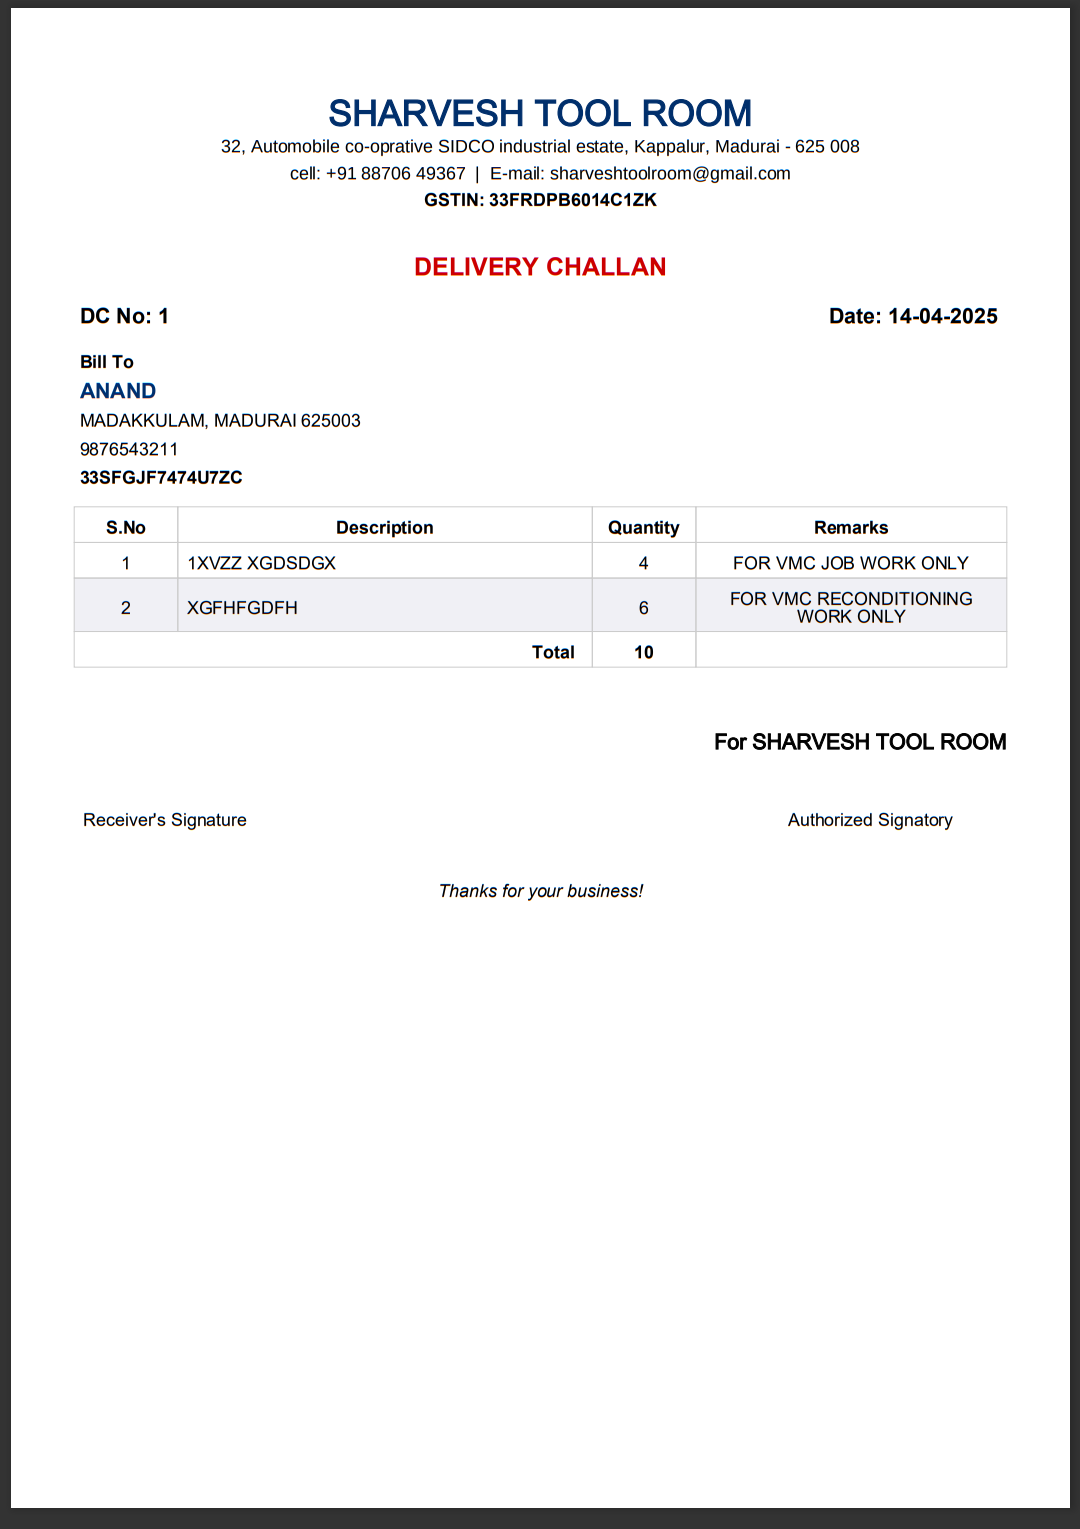 SHARVESH TOOL ROOM
32, Automobile co-oprative SIDCO industrial estate, Kappalur, Madurai - 625 008
cell: +91 88706 49367 | E-mail: sharveshtoolroom@gmail.com
GSTIN: 33FRDPB6014C1ZK
DELIVERY CHALLAN
DC No: 1 Date: 14-04-2025
Bill To
ANAND
MADAKKULAM, MADURAI 625003
9876543211
33SFGJF7474U7ZC
S.No Description Quantity Remarks
1 1XVZZ XGDSDGX 4 FOR VMC JOB WORK ONLY
2 XGFHFGDFH 6 FOR VMC RECONDITIONING
WORK ONLY
Total 10
For SHARVESH TOOL ROOM
Receiver's Signature Authorized Signatory
Thanks for your business!